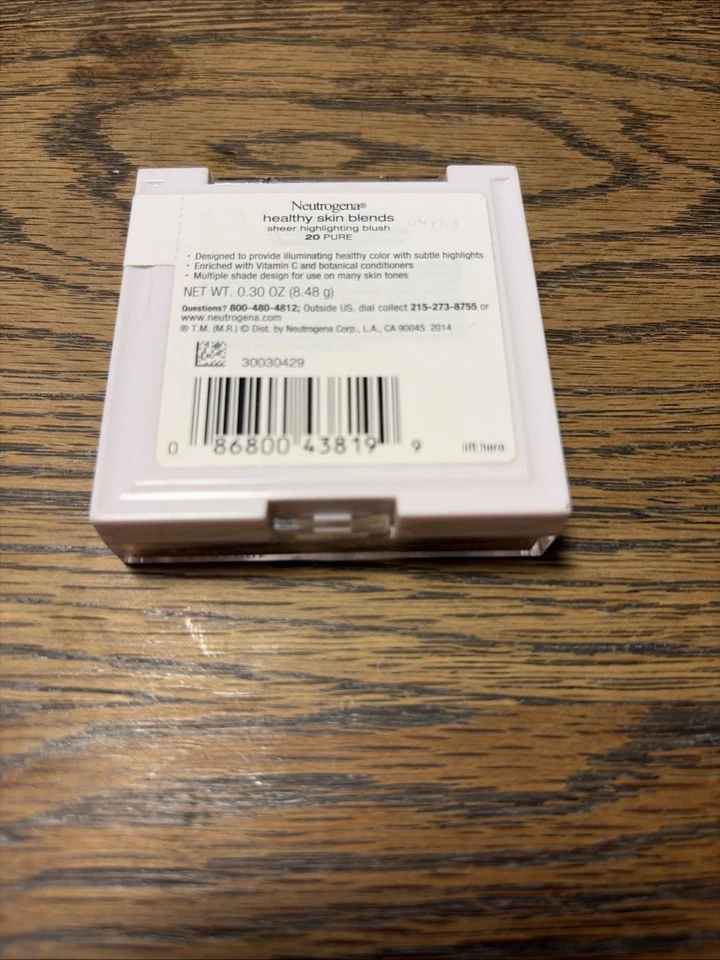 Neutrogena®
healthy skin blends
sheer highlighting blush
20 PURE
• Designed to provide illuminating healthy color with subtle highlights
• Enriched with Vitamin C and botanical conditioners
• Multiple shade design for use on many skin tones
NET WT. 0.30 OZ (8.48 g)
Questions? 800-480-4812; Outside US, dial collect 215-273-8755 or
www.neutrogena.com
® T.M. (M.R.) © Dist. by Neutrogena Corp., L.A., CA 90045 2014
30030429
0 86800 43819 9
lift here